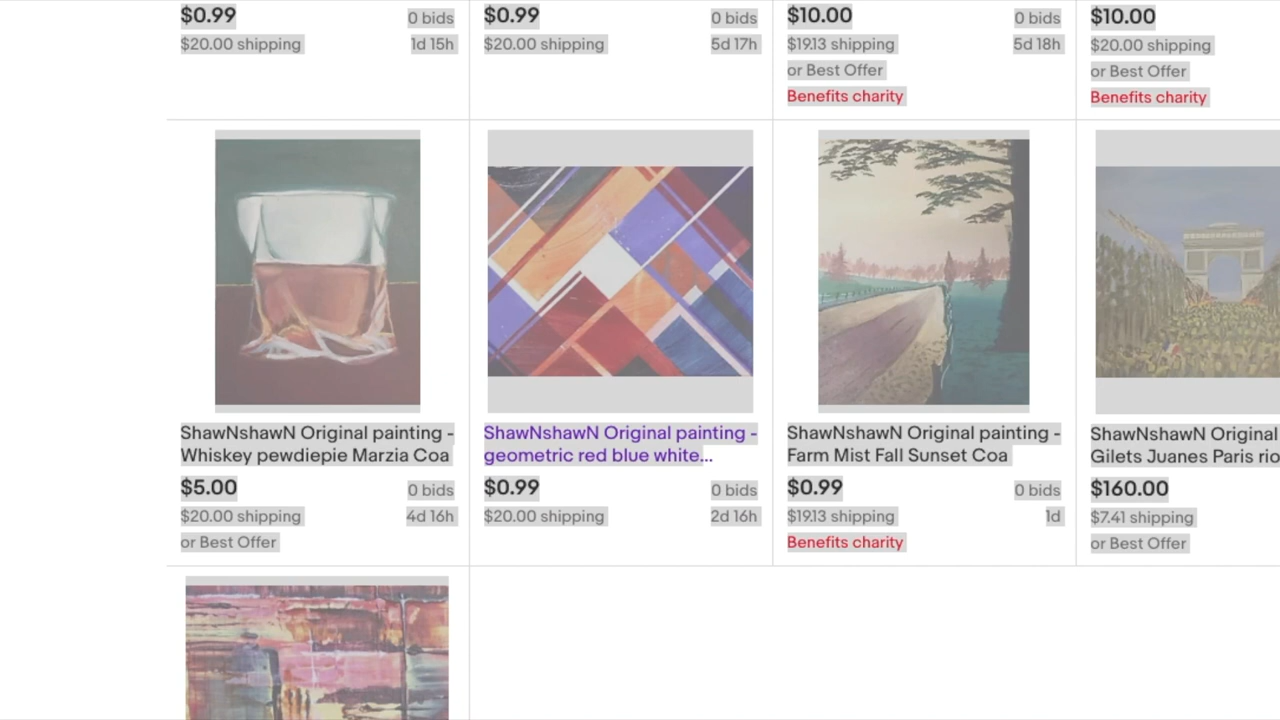 $0.99 0 bids
$20.00 shipping 1d 15h
$0.99 0 bids
$20.00 shipping 5d 17h
$10.00 0 bids
$19.13 shipping 5d 18h
or Best Offer
Benefits charity
$10.00
$20.00 shipping
or Best Offer
Benefits charity
ShawNshawN Original painting -
Whiskey pewdiepie Marzia Coa
$5.00 0 bids
$20.00 shipping 4d 16h
or Best Offer
ShawNshawN Original painting -
geometric red blue white...
$0.99 0 bids
$20.00 shipping 2d 16h
ShawNshawN Original painting -
Farm Mist Fall Sunset Coa
$0.99 0 bids
$19.13 shipping 1d
Benefits charity
ShawNshawN Original
Gilets Juanes Paris rio
$160.00
$7.41 shipping
or Best Offer